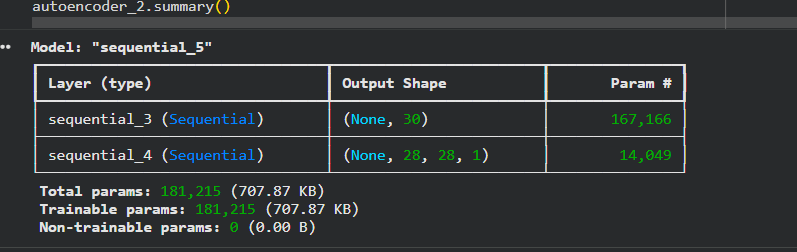 autoencoder_2.summary()
Model: "sequential_5"
Layer (type) Output Shape Param #
sequential_3 (Sequential) (None, 30) 167,166
sequential_4 (Sequential) (None, 28, 28, 1) 14,049
Total params: 181,215 (707.87 KB)
Trainable params: 181,215 (707.87 KB)
Non-trainable params: 0 (0.00 B)